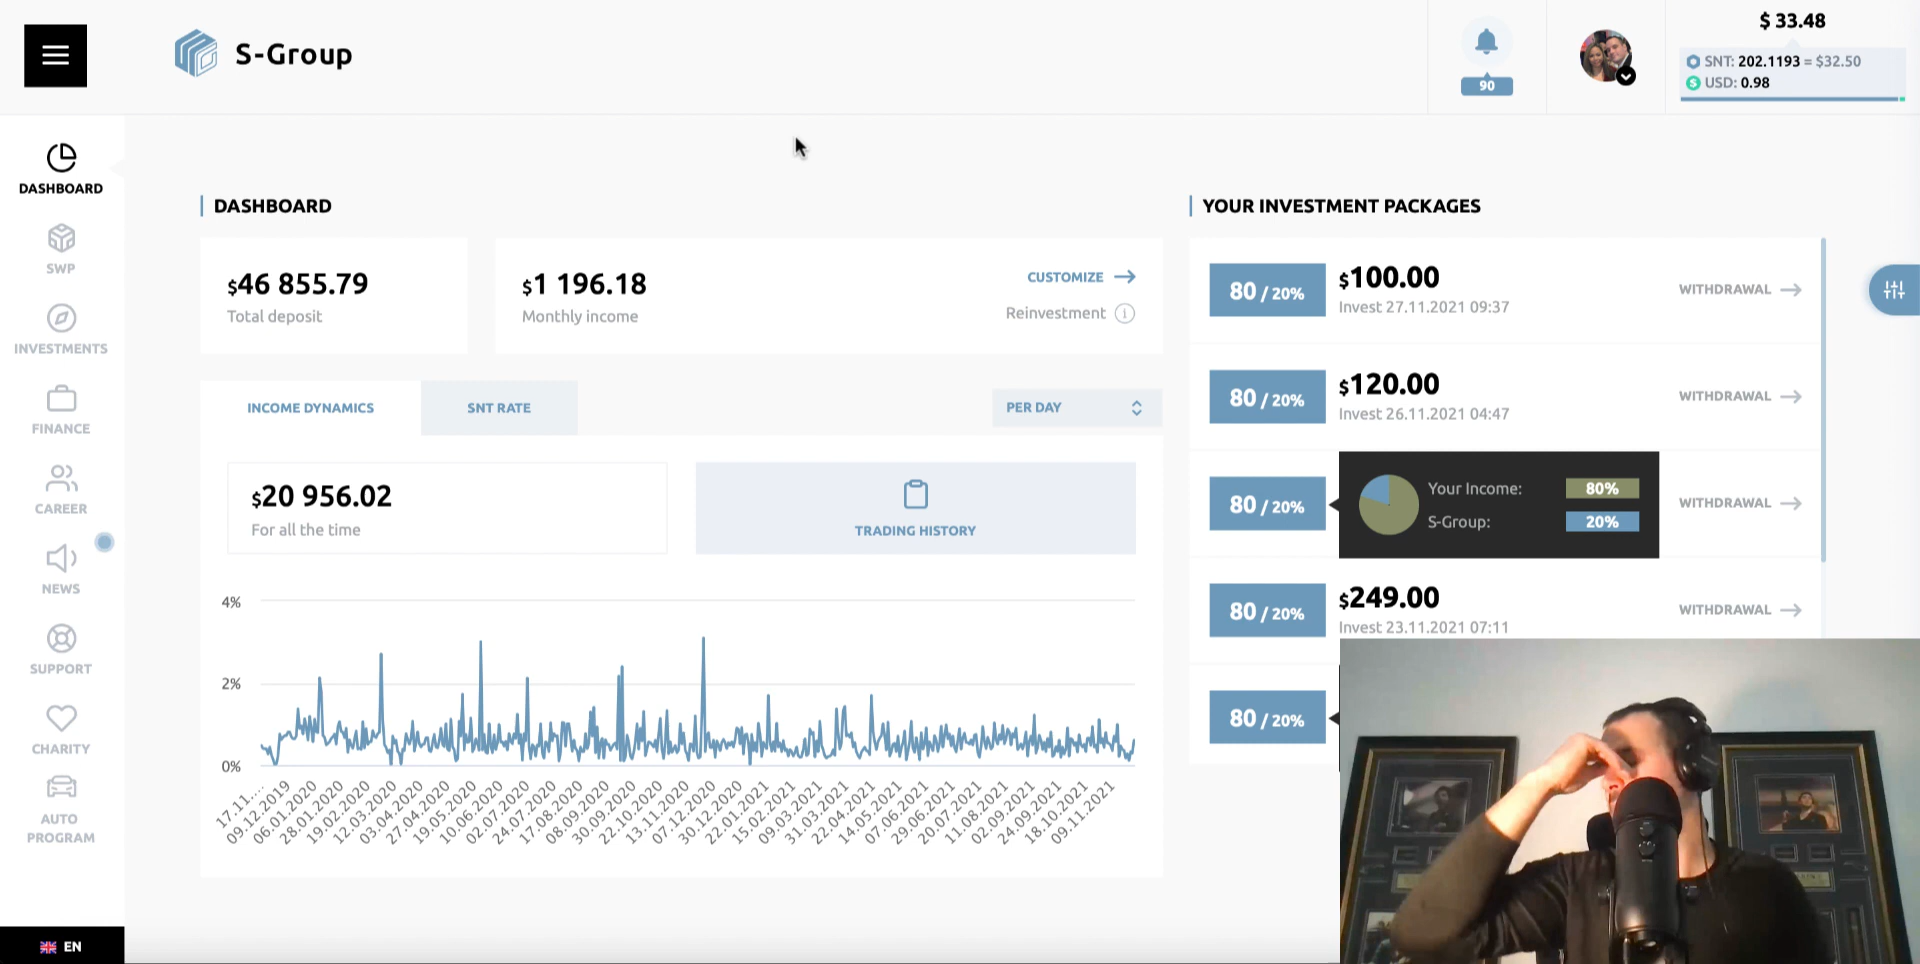 S-Group
90
$ 33.48
SNT: 202.1193 = $32.50
USD: 0.98
DASHBOARD
SWP
INVESTMENTS
FINANCE
CAREER
NEWS
SUPPORT
CHARITY
AUTO
PROGRAM
EN
DASHBOARD
$46 855.79
Total deposit
$1 196.18
Monthly income
CUSTOMIZE
Reinvestment
INCOME DYNAMICS
SNT RATE
PER DAY
$20 956.02
For all the time
TRADING HISTORY
4%
2%
0%
17.11....
09.12.2019
06.01.2020
28.01.2020
19.02.2020
12.03.2020
03.04.2020
27.04.2020
19.05.2020
10.06.2020
02.07.2020
24.07.2020
17.08.2020
08.09.2020
30.09.2020
22.10.2020
13.11.2020
07.12.2020
30.12.2020
22.01.2021
15.02.2021
09.03.2021
31.03.2021
22.04.2021
14.05.2021
07.06.2021
29.06.2021
20.07.2021
11.08.2021
02.09.2021
24.09.2021
18.10.2021
09.11.2021
YOUR INVESTMENT PACKAGES
80 / 20%
$100.00
Invest 27.11.2021 09:37
WITHDRAWAL
80 / 20%
$120.00
Invest 26.11.2021 04:47
WITHDRAWAL
80 / 20%
Your Income: 80%
S-Group: 20%
WITHDRAWAL
80 / 20%
$249.00
Invest 23.11.2021 07:11
WITHDRAWAL
80 / 20%